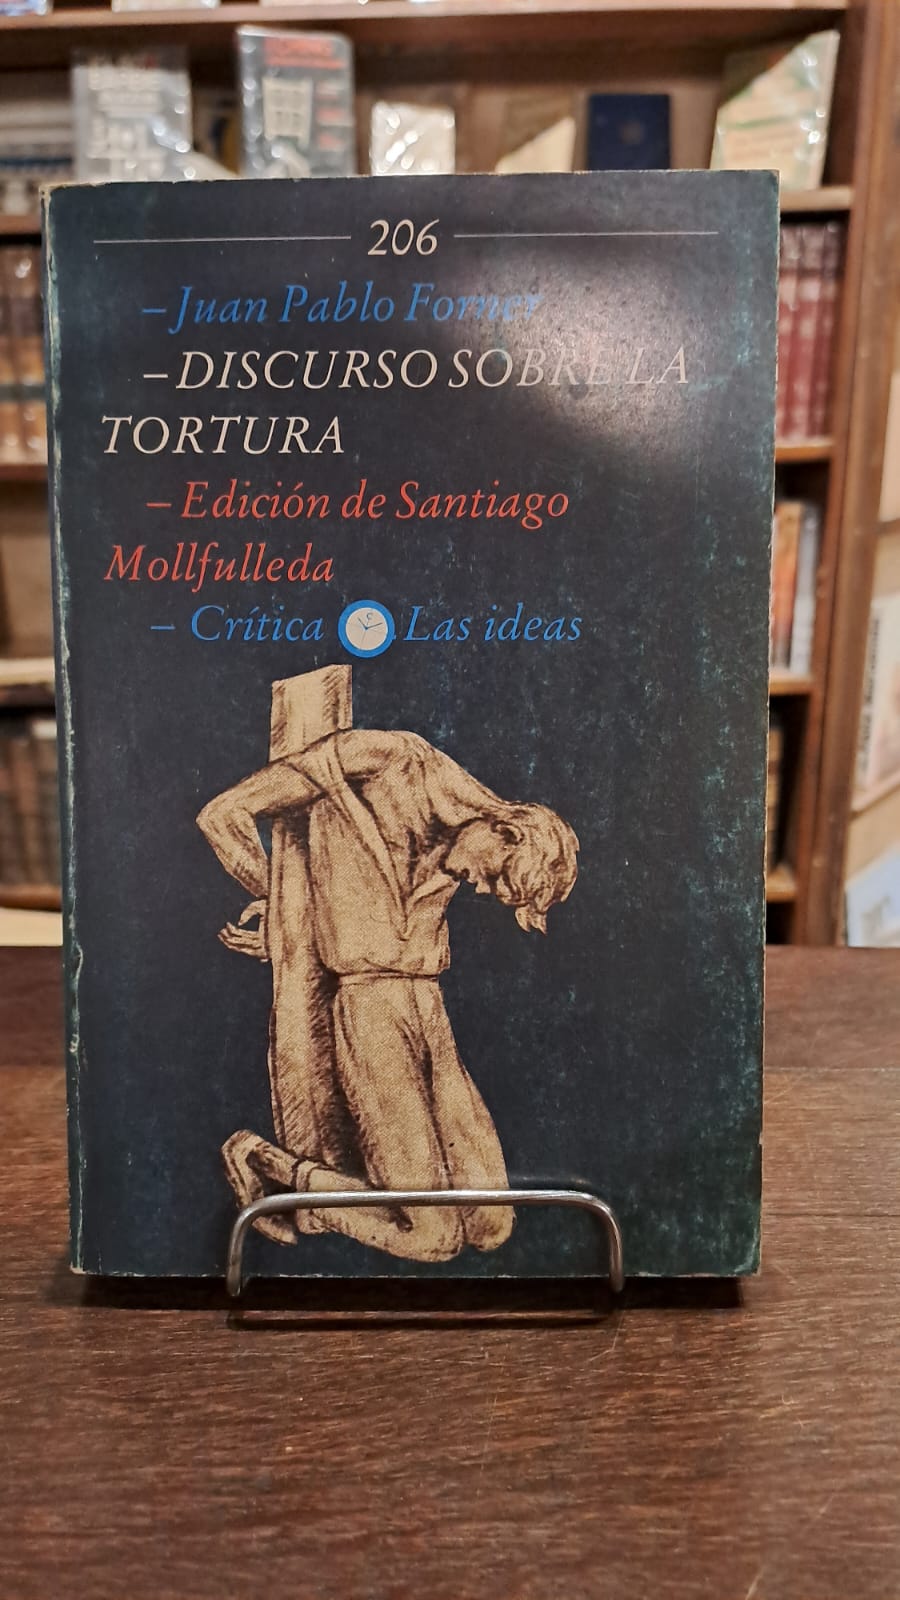 206
–Juan Pablo Forner
–DISCURSO SOBRE LA
TORTURA
–Edición de Santiago
Mollfulleda
– Crítica Las ideas